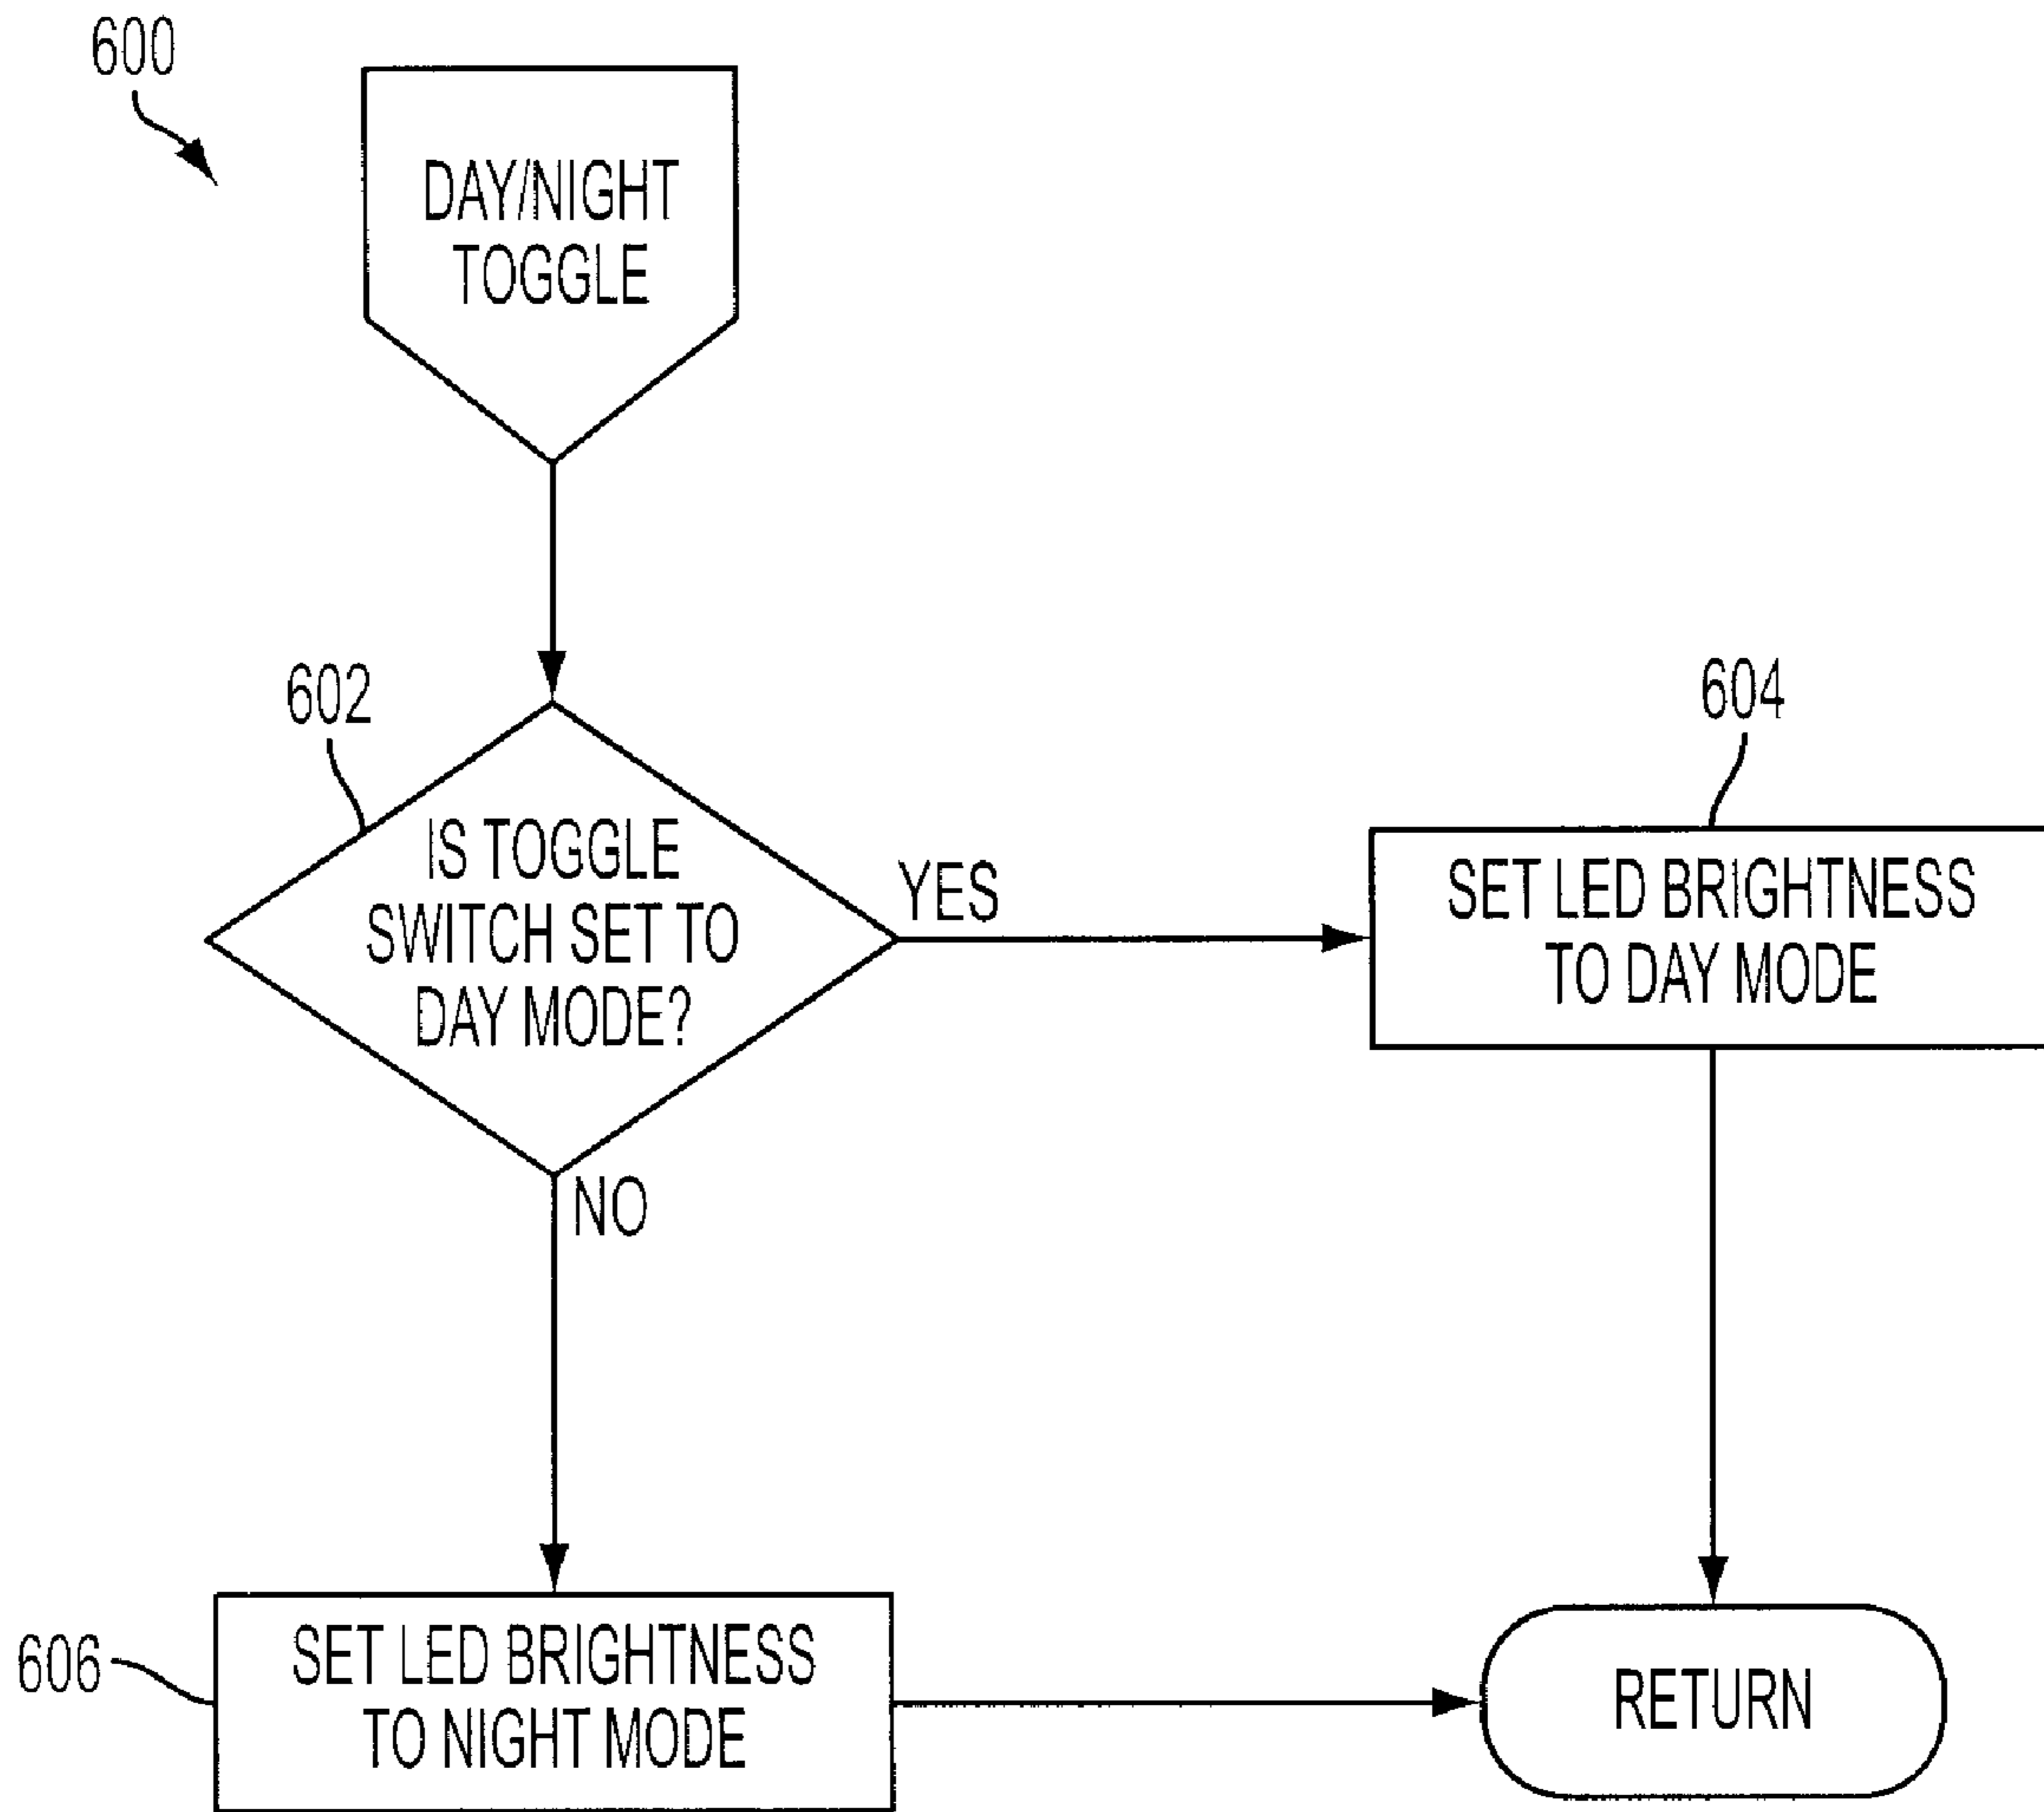 600
DAY/NIGHT
TOGGLE
602
IS TOGGLE
SWITCH SET TO
DAY MODE?
YES
604
SET LED BRIGHTNESS
TO DAY MODE
NO
606
SET LED BRIGHTNESS
TO NIGHT MODE
RETURN